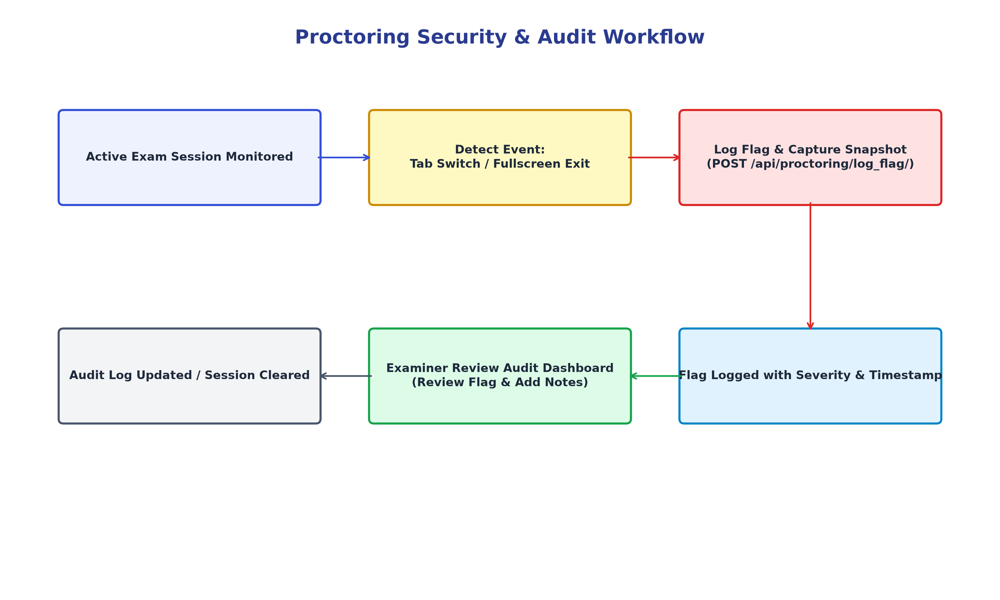 Proctoring Security & Audit Workflow
Active Exam Session Monitored
Detect Event:
Tab Switch / Fullscreen Exit
Log Flag & Capture Snapshot
(POST /api/proctoring/log_flag/)
Audit Log Updated / Session Cleared
Examiner Review Audit Dashboard
(Review Flag & Add Notes)
Flag Logged with Severity & Timestamp